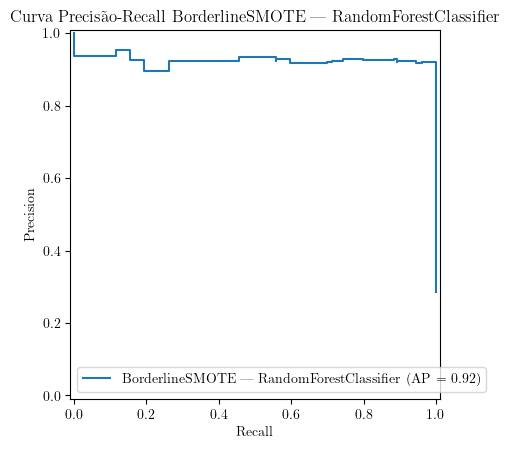 Curva Precisão-Recall BorderlineSMOTE — RandomForestClassifier
1.0
0.8
0.6
0.4
0.2
0.0
Precision
BorderlineSMOTE — RandomForestClassifier (AP = 0.92)
0.0 0.2 0.4 0.6 0.8 1.0
Recall